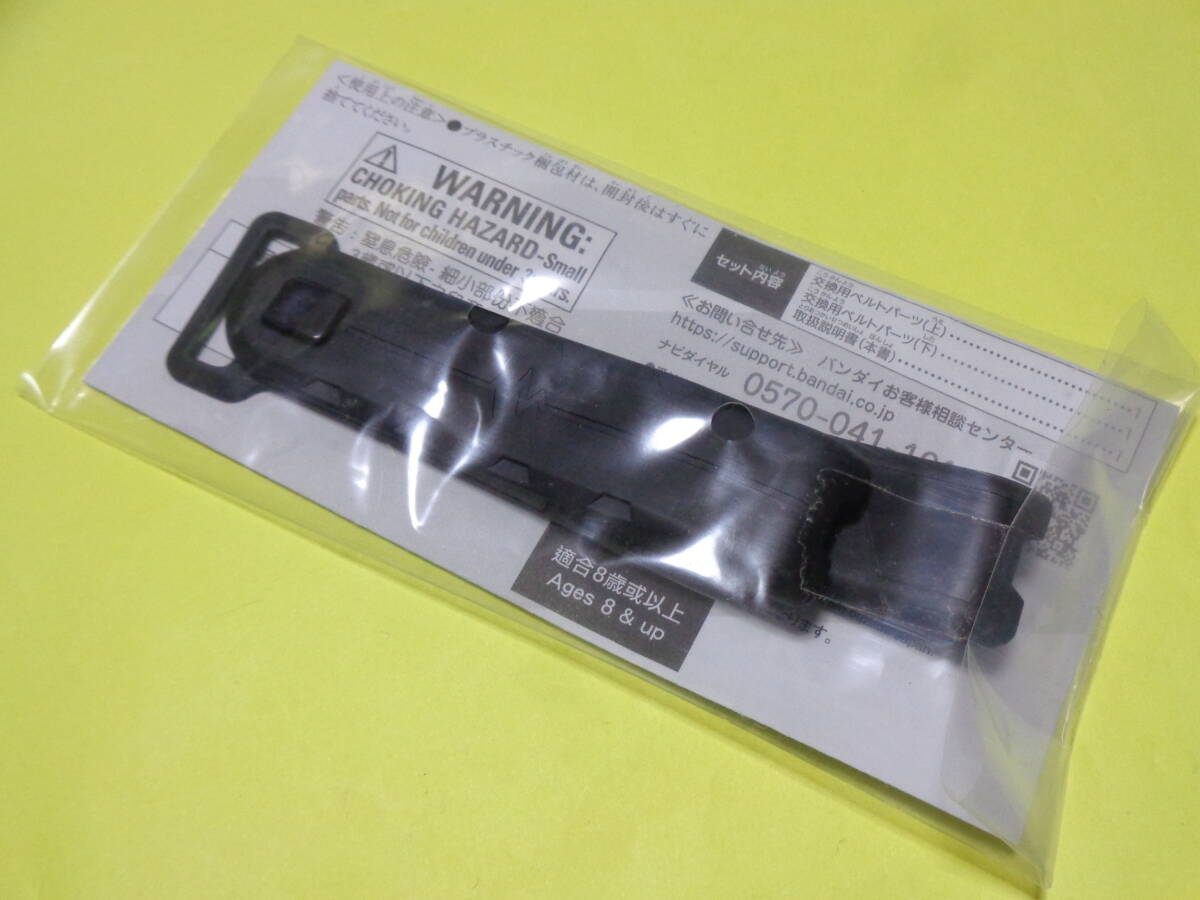 <使用上の注意>●プラスチック梱包材は、開封後はすぐに
捨ててください。
WARNING:
CHOKING HAZARD-Small
parts. Not for children under 3
警告：窒息危険-細小部份不適合
セット内容
ないよう
交換用ベルトパーツ(上)
交換用ベルトパーツ(下)
取扱説明書(本書)
≪お問い合せ先≫ バンダイお客様相談センター
https://support.bandai.co.jp
ナビダイヤル 0570-041-
適合8歳或以上
Ages 8 & up